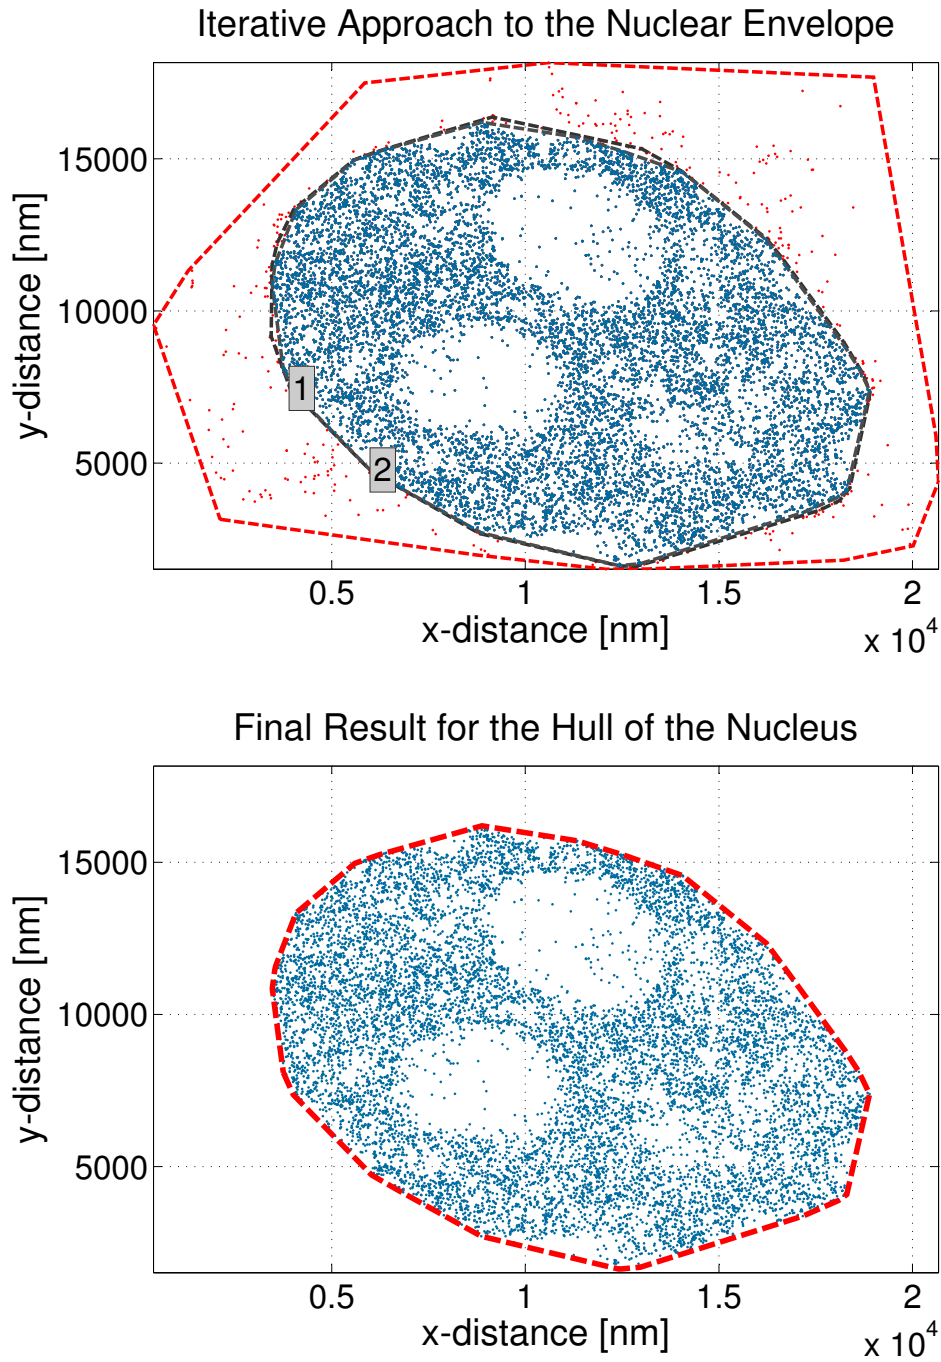 Iterative Approach to the Nuclear Envelope
15000
10000
5000
y-distance [nm]
1
2
0.5 1 1.5 2
x-distance [nm]
x 10^4
Final Result for the Hull of the Nucleus
15000
10000
5000
y-distance [nm]
0.5 1 1.5 2
x-distance [nm]
x 10^4